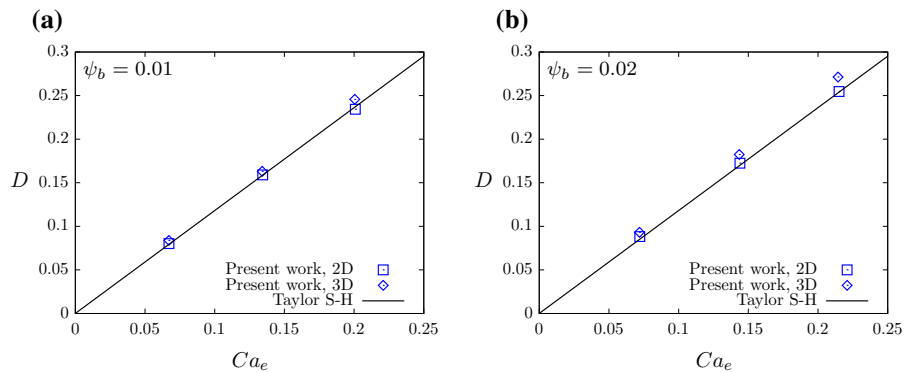 (a)
ψ_b = 0.01
D
0.3
0.25
0.2
0.15
0.1
0.05
0
0 0.05 0.1 0.15 0.2 0.25
Ca_e
Present work, 2D
Present work, 3D
Taylor S-H
(b)
ψ_b = 0.02
D
0.3
0.25
0.2
0.15
0.1
0.05
0
0 0.05 0.1 0.15 0.2 0.25
Ca_e
Present work, 2D
Present work, 3D
Taylor S-H